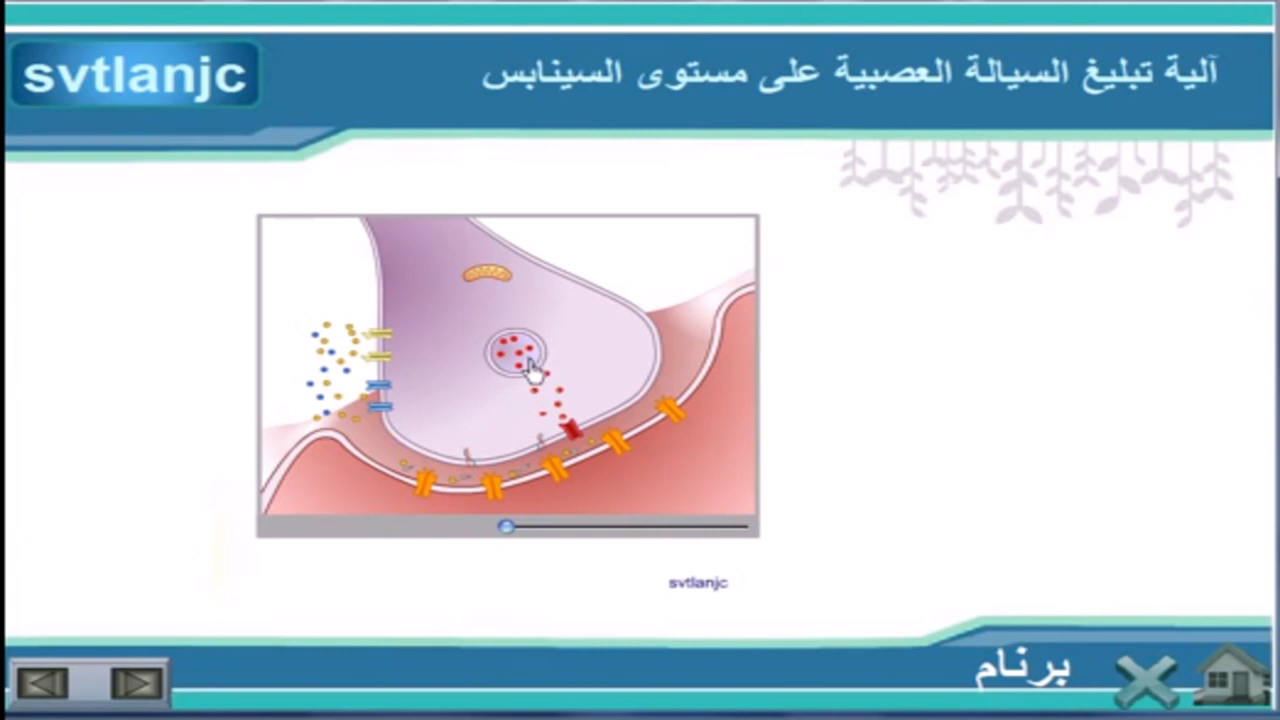 svtlanjc
آلية تبليغ السيالة العصبية على مستوى السينابس
svtlanjc
برنام